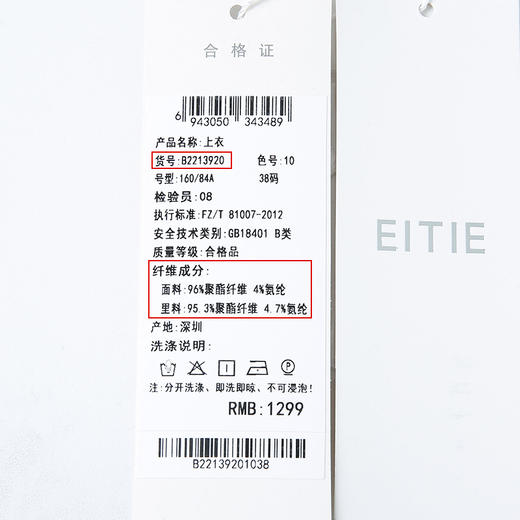 合格证
6 943050 343489
产品名称:上衣
货号:B2213920 色号:10
号型:160/84A 38码
检验员:08
执行标准:FZ/T 81007-2012
安全技术类别:GB18401 B类
质量等级:合格品
纤维成分:
面料:96%聚酯纤维 4%氨纶
里料:95.3%聚酯纤维 4.7%氨纶
产地:深圳
洗涤说明:
注:分开洗涤、即洗即晾、不可浸泡!
RMB:1299
B22139201038
EITIE